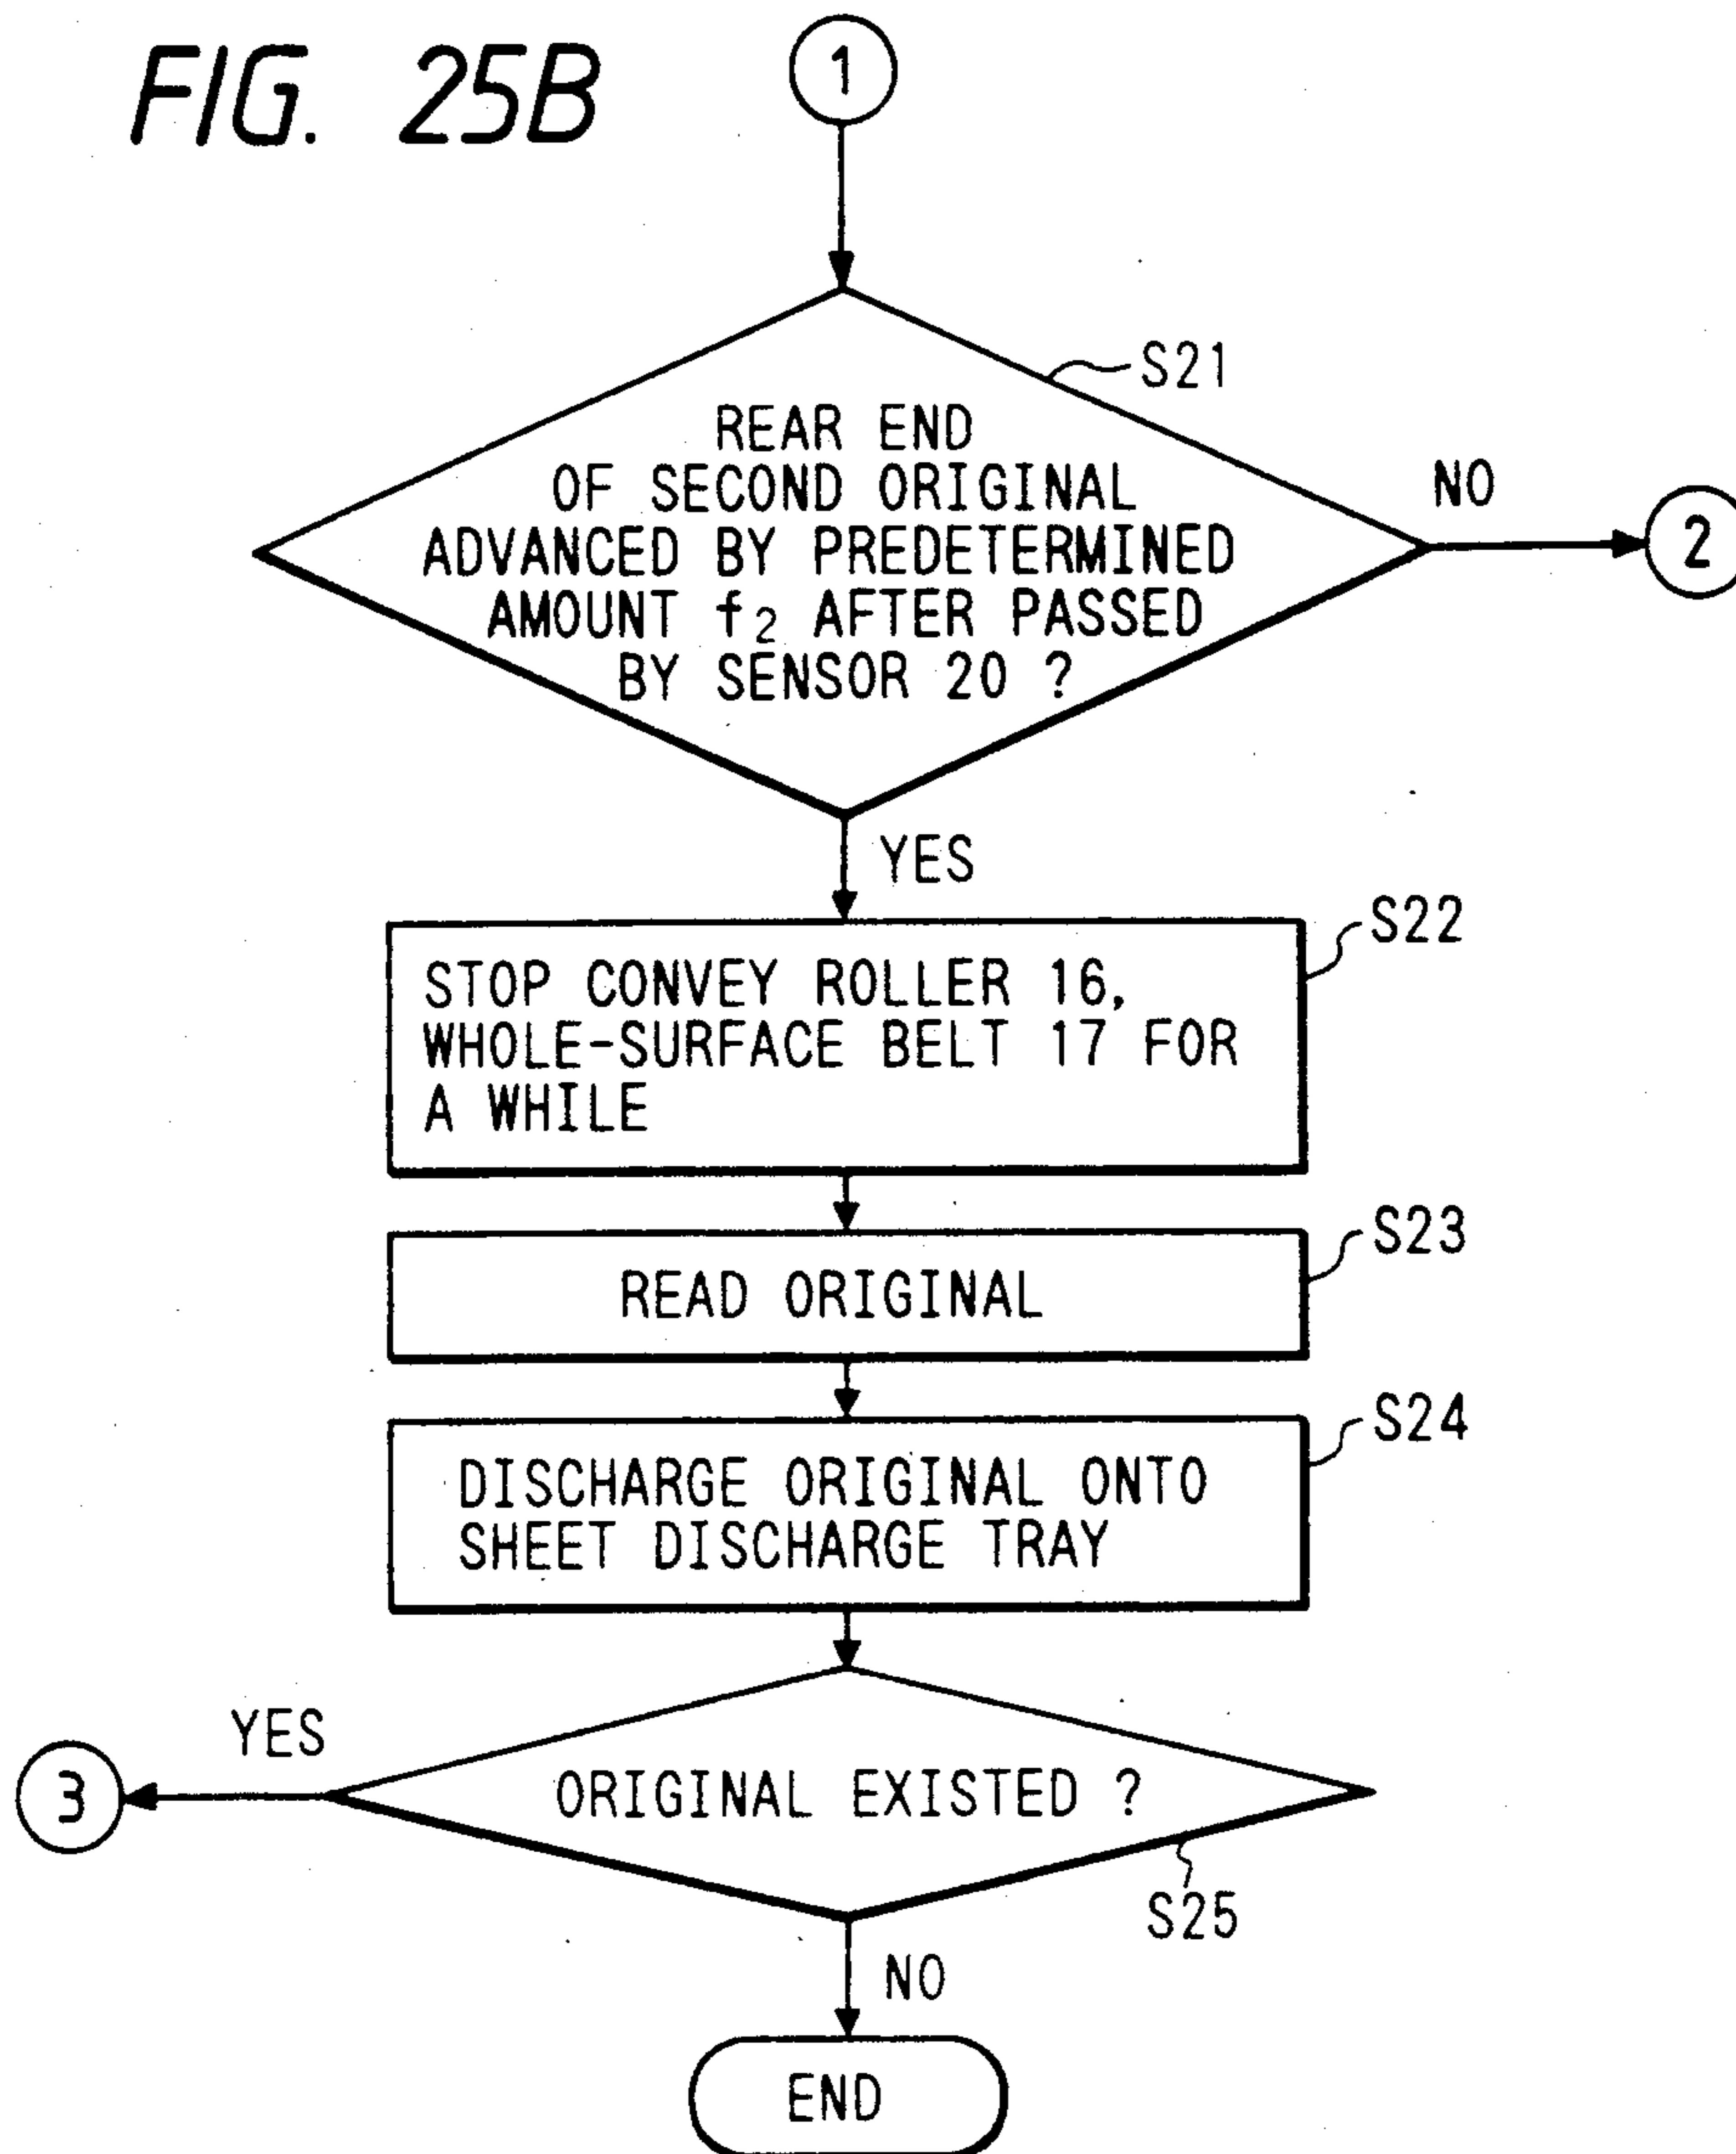 FIG. 25B
1
S21
REAR END
OF SECOND ORIGINAL
ADVANCED BY PREDETERMINED
AMOUNT f₂ AFTER PASSED
BY SENSOR 20 ?
NO
2
YES
S22
STOP CONVEY ROLLER 16,
WHOLE-SURFACE BELT 17 FOR
A WHILE
S23
READ ORIGINAL
S24
DISCHARGE ORIGINAL ONTO
SHEET DISCHARGE TRAY
YES
3
ORIGINAL EXISTED ?
S25
NO
END